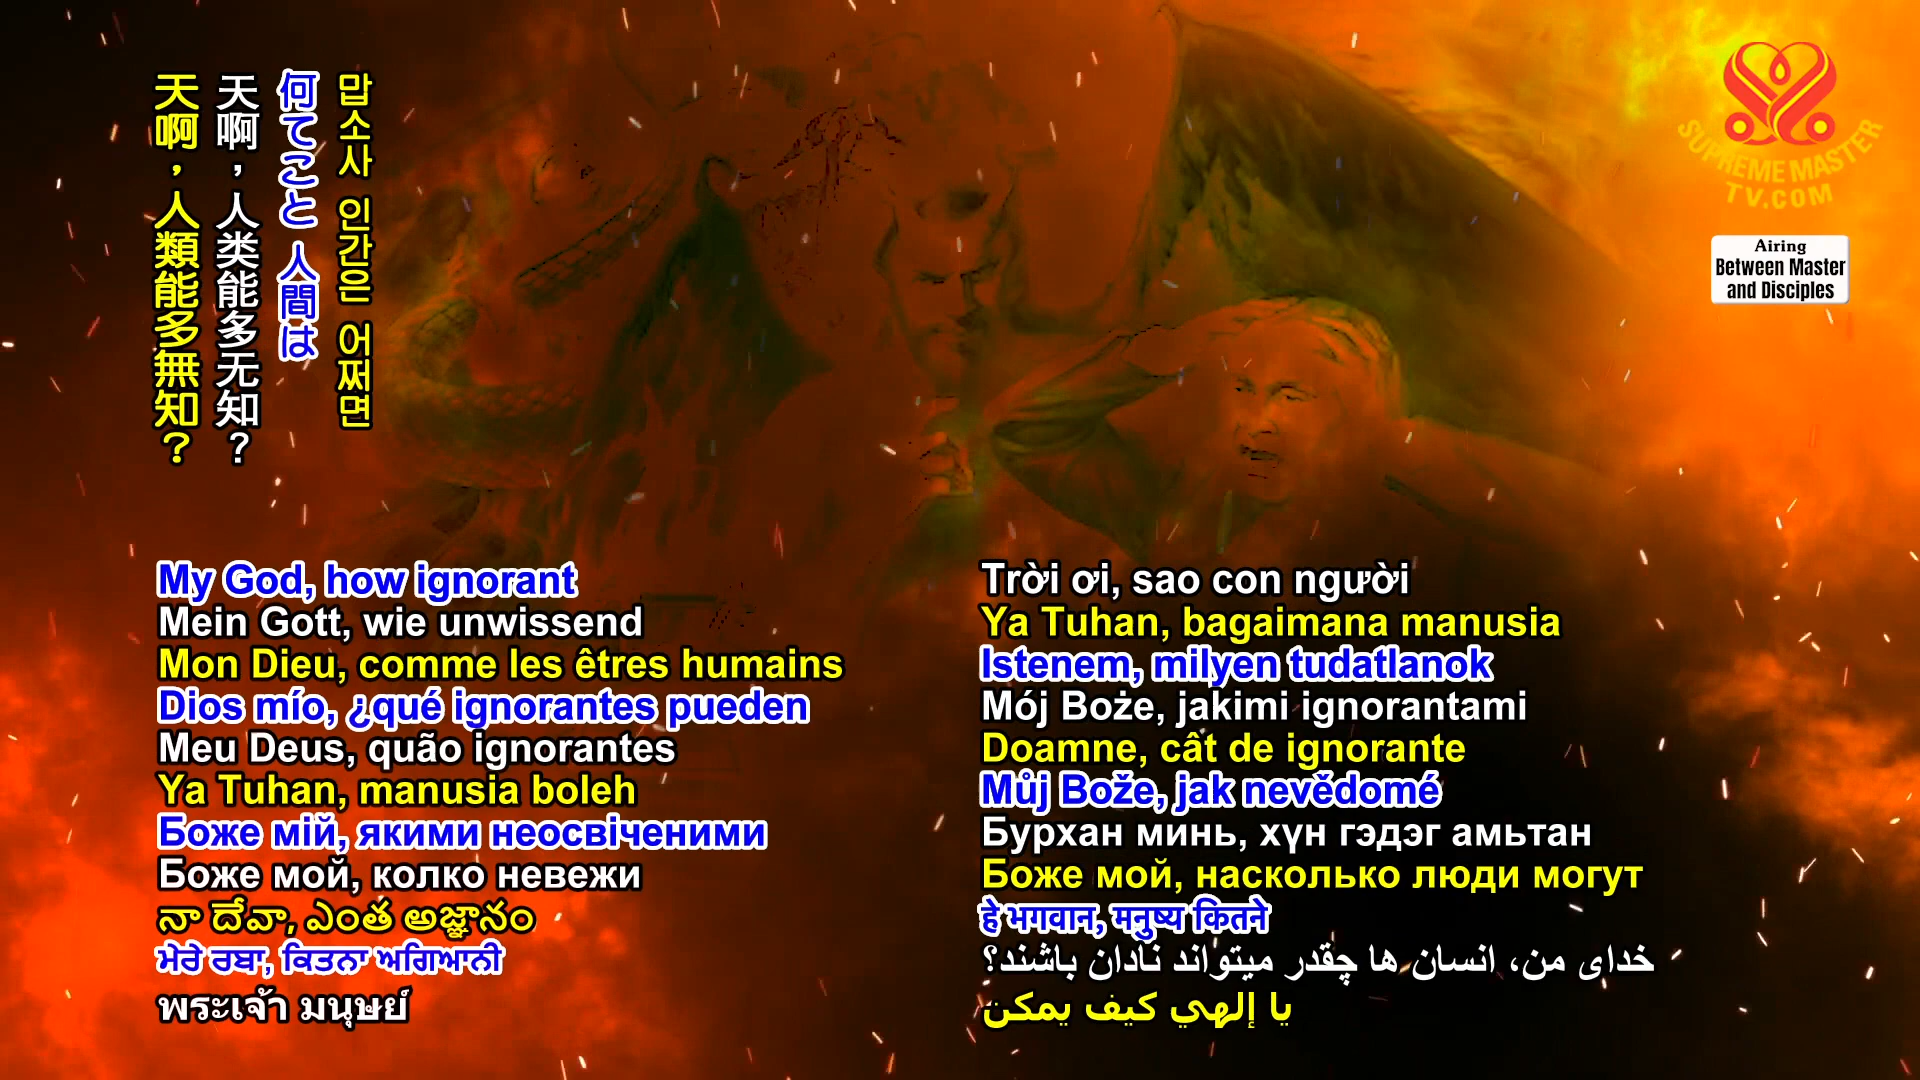 맙소사 인간은 어쩌면
何てこと 人間は
天啊，人类能多无知？
天啊，人類能多無知？
SUPREME MASTER
TV.COM
Airing
Between Master
and Disciples
My God, how ignorant
Mein Gott, wie unwissend
Mon Dieu, comme les êtres humains
Dios mío, ¿qué ignorantes pueden
Meu Deus, quão ignorantes
Ya Tuhan, manusia boleh
Боже мій, якими неосвіченими
Боже мой, колко невежи
నా దేవా, ఎంత అజ్ఞానం
ਮੇਰੇ ਰਬਾ, ਕਿਤਨਾ ਅਗਿਆਨੀ
พระเจ้า มนุษย์
Trời ơi, sao con người
Ya Tuhan, bagaimana manusia
Istenem, milyen tudatlanok
Mój Boże, jakimi ignorantami
Doamne, cât de ignorante
Můj Bože, jak nevědomé
Бурхан минь, хүн гэдэг амьтан
Боже мой, насколько люди могут
हे भगवान, मनुष्य कितने
خدای من، انسان ها چقدر میتواند نادان باشند؟
يا إلهي كيف يمكن